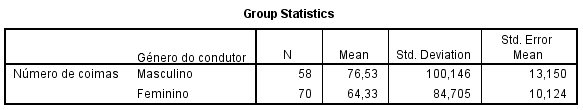 Group Statistics
Género do condutor N Mean Std. Deviation Std. Error Mean
Número de coimas Masculino 58 76,53 100,146 13,150
Feminino 70 64,33 84,705 10,124